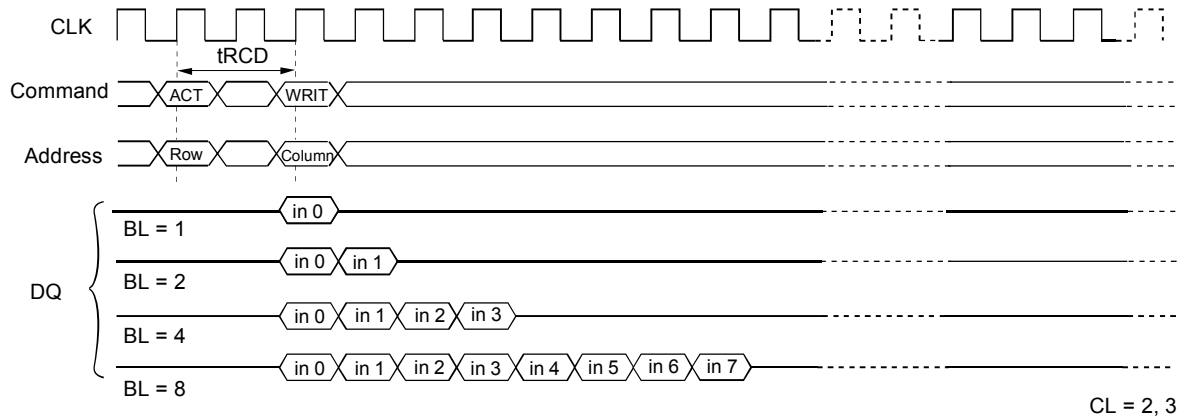 CLK
tRCD
Command ACT WRIT
Address Row Column
in 0
BL = 1
in 0 in 1
BL = 2
DQ
in 0 in 1 in 2 in 3
BL = 4
in 0 in 1 in 2 in 3 in 4 in 5 in 6 in 7
BL = 8
CL = 2, 3